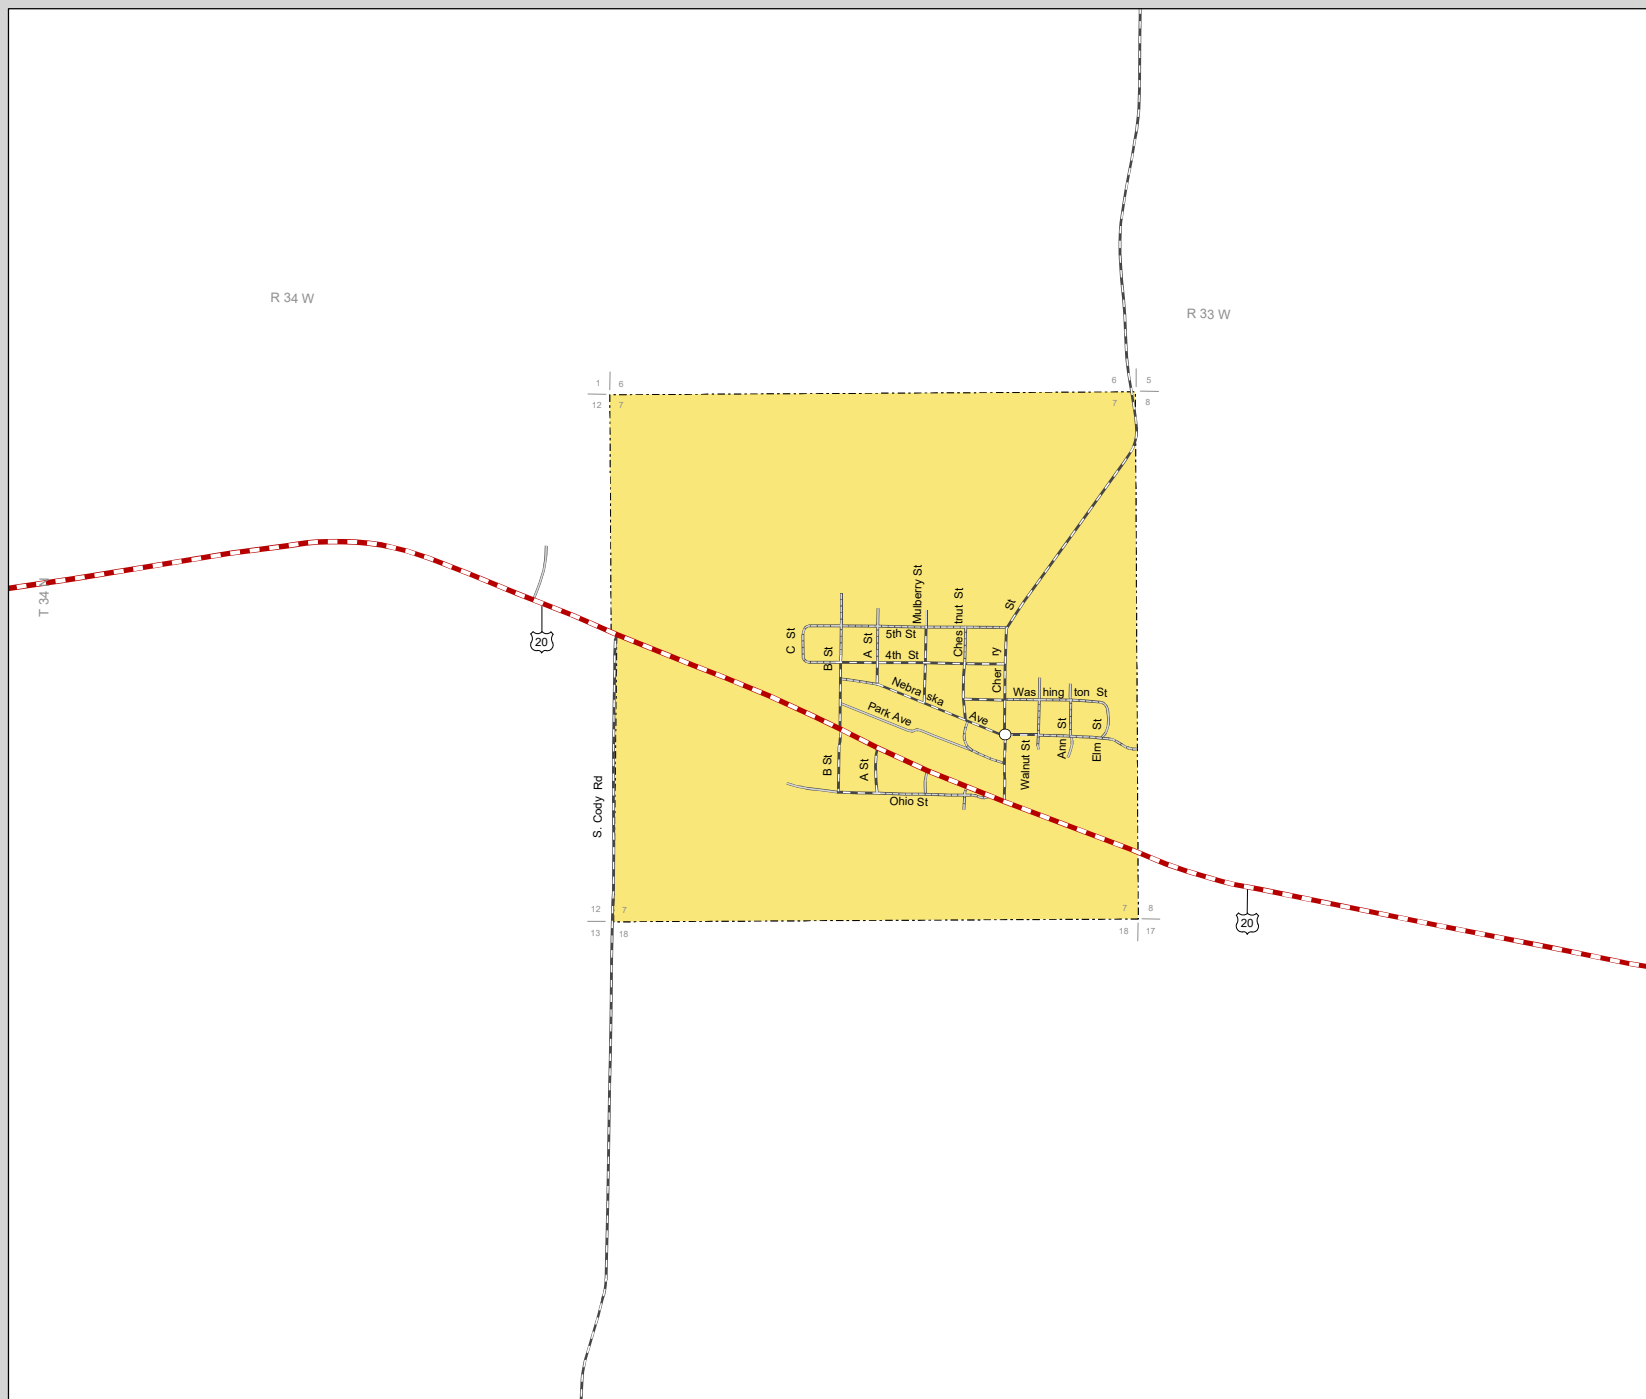 R 34 W
R 33 W
1 6
12 7
6 5
7 8
T 34 N
20
Mulberry St
Chestnut St
St
C St
B St
A St
5th St
4th St
Cherry
Nebraska Ave
Park Ave
Washington St
Walnut St
Ann St
Elm St
B St
A St
Ohio St
S. Cody Rd
12 7
13 18
7 8
18 17
20